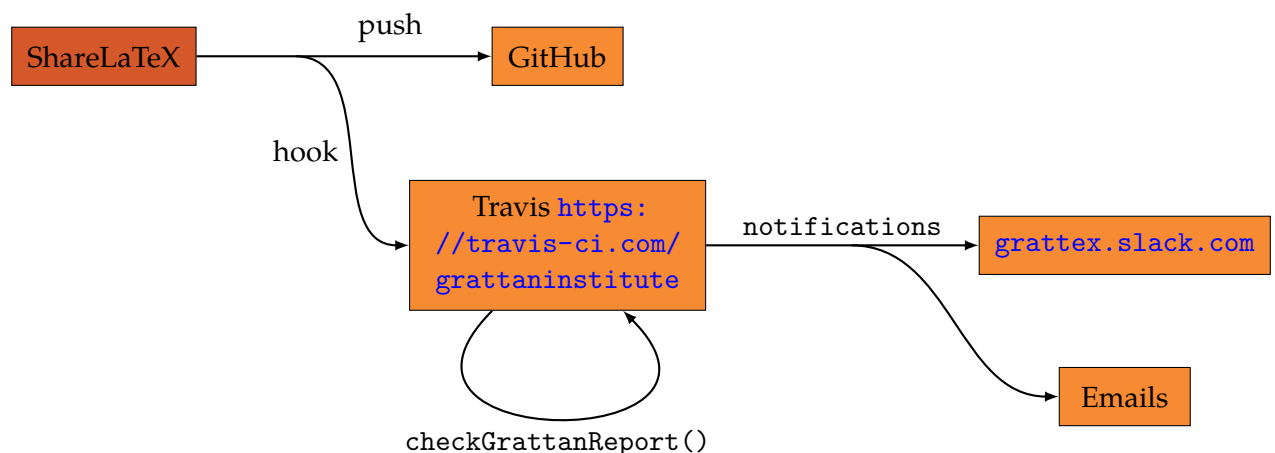 push
ShareLaTeX
GitHub
hook
Travis https:
//travis-ci.com/
grattaninstitute
notifications
grattex.slack.com
Emails
checkGrattanReport()